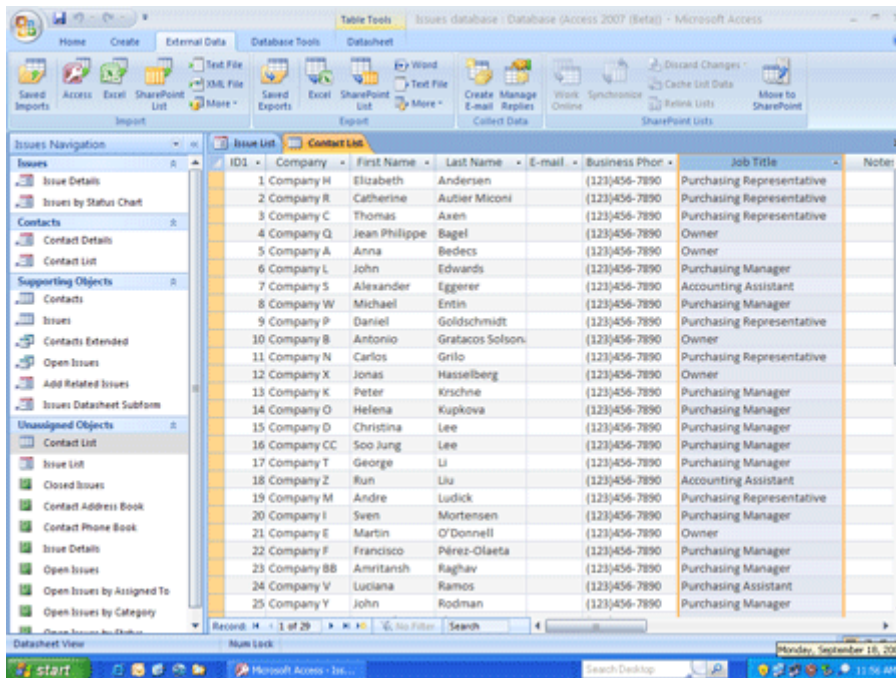 Table Tools Issues database : Database (Access 2007 (Beta)) - Microsoft Access
Home Create External Data Database Tools Datasheet
Saved Imports Access Excel SharePoint List Text File XML File More
Import
Saved Exports Excel SharePoint List Word Text File More
Export
Create E-mail Manage Replies
Collect Data
Work Online Synchronize Discard Changes Cache List Data Relink Lists Move to SharePoint
SharePoint Lists
Issues Navigation
Issues
Issue Details
Issues by Status Chart
Contacts
Contact Details
Contact List
Supporting Objects
Contacts
Issues
Contacts Extended
Open Issues
Add Related Issues
Issues Datasheet Subform
Unassigned Objects
Contact List
Issue List
Closed Issues
Contact Address Book
Contact Phone Book
Issue Details
Open Issues
Open Issues by Assigned To
Open Issues by Category
Issue List Contact List
ID1 Company First Name Last Name E-mail Business Phor Job Title Notes
1 Company H Elizabeth Andersen (123)456-7890 Purchasing Representative
2 Company R Catherine Autier Miconi (123)456-7890 Purchasing Representative
3 Company C Thomas Axen (123)456-7890 Purchasing Representative
4 Company Q Jean Philippe Bagel (123)456-7890 Owner
5 Company A Anna Bedecs (123)456-7890 Owner
6 Company L John Edwards (123)456-7890 Purchasing Manager
7 Company S Alexander Eggerer (123)456-7890 Accounting Assistant
8 Company W Michael Entin (123)456-7890 Purchasing Manager
9 Company P Daniel Goldschmidt (123)456-7890 Purchasing Representative
10 Company B Antonio Gratacos Solson (123)456-7890 Owner
11 Company N Carlos Grilo (123)456-7890 Purchasing Representative
12 Company X Jonas Hasselberg (123)456-7890 Owner
13 Company K Peter Krschne (123)456-7890 Purchasing Manager
14 Company O Helena Kupkova (123)456-7890 Purchasing Manager
15 Company D Christina Lee (123)456-7890 Purchasing Manager
16 Company CC Soo Jung Lee (123)456-7890 Purchasing Manager
17 Company T George Li (123)456-7890 Purchasing Manager
18 Company Z Run Liu (123)456-7890 Accounting Assistant
19 Company M Andre Ludick (123)456-7890 Purchasing Representative
20 Company I Sven Mortensen (123)456-7890 Purchasing Manager
21 Company E Martin O'Donnell (123)456-7890 Owner
22 Company F Francisco Pérez-Olaeta (123)456-7890 Purchasing Manager
23 Company BB Amritansh Raghav (123)456-7890 Purchasing Manager
24 Company V Luciana Ramos (123)456-7890 Purchasing Assistant
25 Company Y John Rodman (123)456-7890 Purchasing Manager
Record: 1 of 29 No Filter Search
Datasheet View Num Lock
Monday, September 18, 200
start Microsoft Access - Iss... Search Desktop 11:56 AM